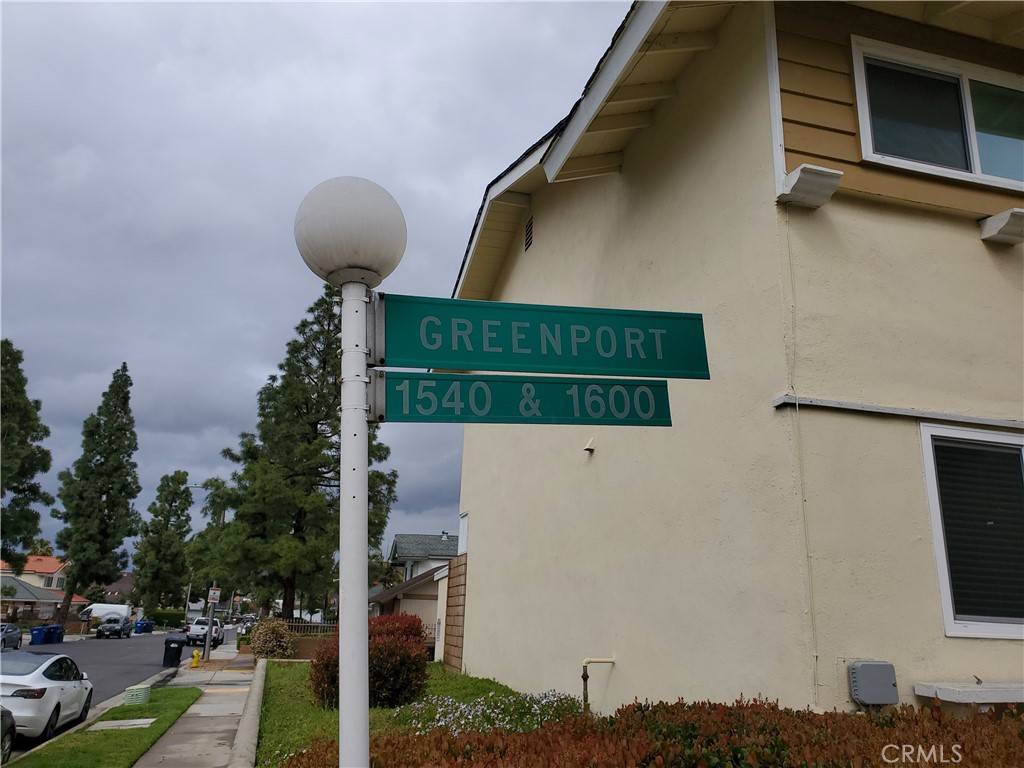 GREENPORT
1540 & 1600
CRMLS